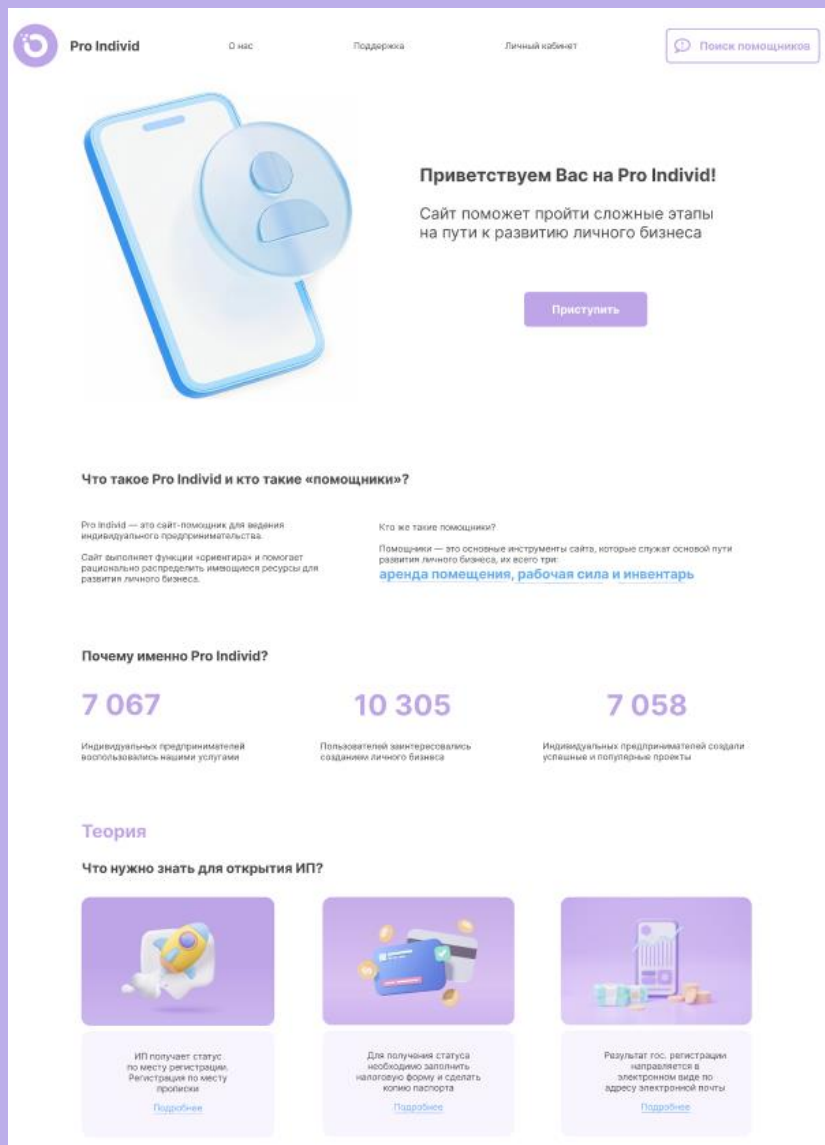 Pro Individ
О нас
Поддержка
Личный кабинет
Поиск помощников
Приветствуем Вас на Pro Individ!
Сайт поможет пройти сложные этапы
на пути к развитию личного бизнеса
Приступить
Что такое Pro Individ и кто такие «помощники»?
Pro Individ — это сайт-помощник для ведения
индивидуального предпринимательства.
Сайт выполняет функции «ориентира» и помогает
рационально распределить имеющиеся ресурсы для
развития личного бизнеса.
Кто же такие помощники?
Помощники — это основные инструменты сайта, которые служат основой пути
развития личного бизнеса, их всего три:
аренда помещения, рабочая сила и инвентарь
Почему именно Pro Individ?
7 067
Индивидуальных предпринимателей
воспользовались нашими услугами
10 305
Пользователей заинтересовались
созданием личного бизнеса
7 058
Индивидуальных предпринимателей создали
успешные и популярные проекты
Теория
Что нужно знать для открытия ИП?
ИП получает статус
по месту регистрации.
Регистрация по месту
прописки
Подробнее
Для получения статуса
необходимо заполнить
налоговую форму и сделать
копию паспорта
Подробнее
Результат гос. регистрации
направляется в
электронном виде по
адресу электронной почты
Подробнее